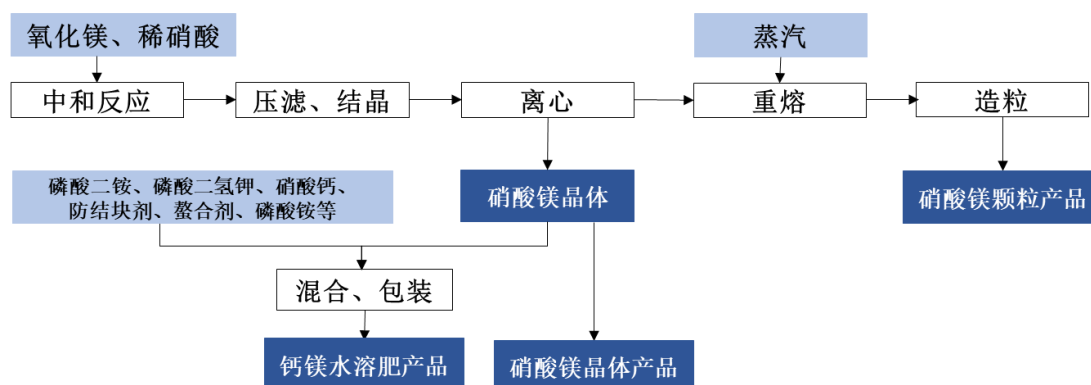 氧化镁、稀硝酸
蒸汽
中和反应
压滤、结晶
离心
重熔
造粒
磷酸二铵、磷酸二氢钾、硝酸钙、
防结块剂、螯合剂、磷酸铵等
硝酸镁晶体
硝酸镁颗粒产品
混合、包装
钙镁水溶肥产品
硝酸镁晶体产品